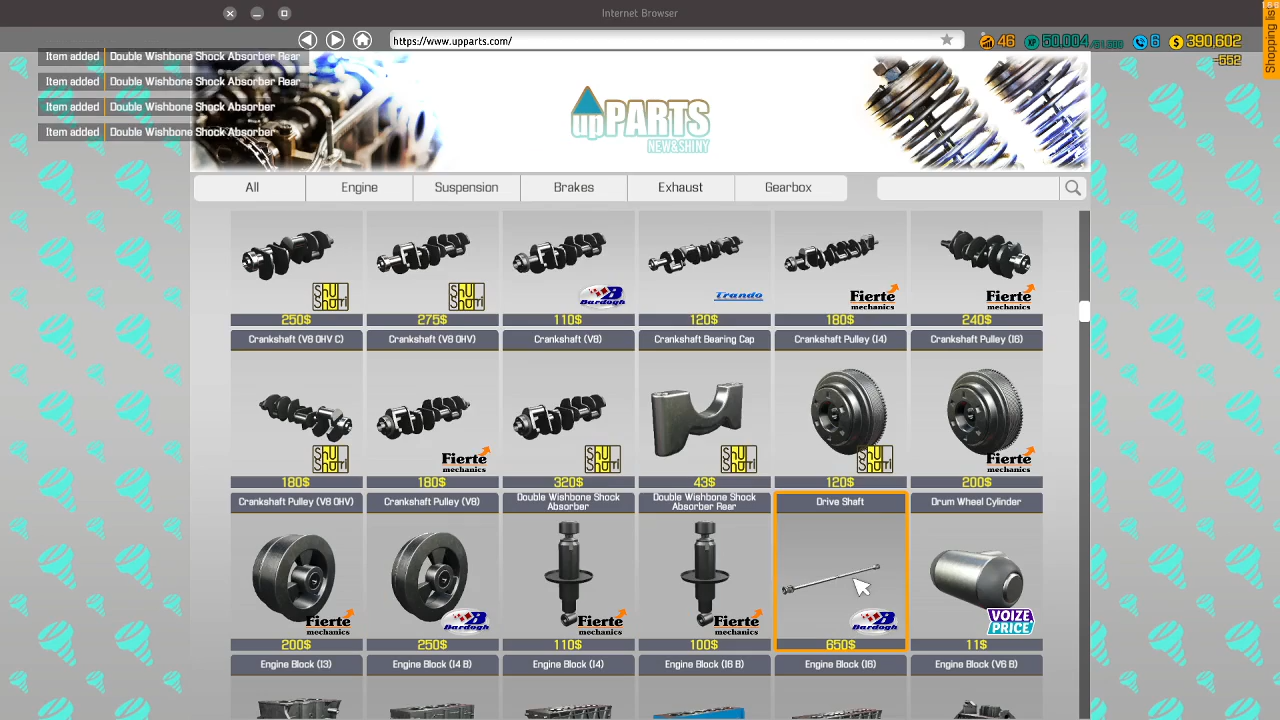 Internet Browser
https://www.upparts.com/
46
50,004
6
390,602
-552
Shopping list
Item added Double Wishbone Shock Absorber Rear
Item added Double Wishbone Shock Absorber Rear
Item added Double Wishbone Shock Absorber
Item added Double Wishbone Shock Absorber
upPARTS
NEW&SHINY
All Engine Suspension Brakes Exhaust Gearbox
Shui Shutti Shui Shutti Bardogh Trando Fierte mechanics Fierte mechanics
250$ 275$ 110$ 120$ 180$ 240$
Crankshaft (V8 OHV C) Crankshaft (V8 OHV) Crankshaft (V8) Crankshaft Bearing Cap Crankshaft Pulley (I4) Crankshaft Pulley (I6)
Fierte mechanics Fierte mechanics
180$ 180$ 320$ 43$ 120$ 200$
Crankshaft Pulley (V8 OHV) Crankshaft Pulley (V8) Double Wishbone Shock Absorber Double Wishbone Shock Absorber Rear Drive Shaft Drum Wheel Cylinder
Fierte mechanics Bardogh Fierte mechanics Fierte mechanics Bardogh VOIZE PRICE
200$ 250$ 110$ 100$ 650$ 11$
Engine Block (I3) Engine Block (I4 B) Engine Block (I4) Engine Block (I6 B) Engine Block (I6) Engine Block (V6 B)